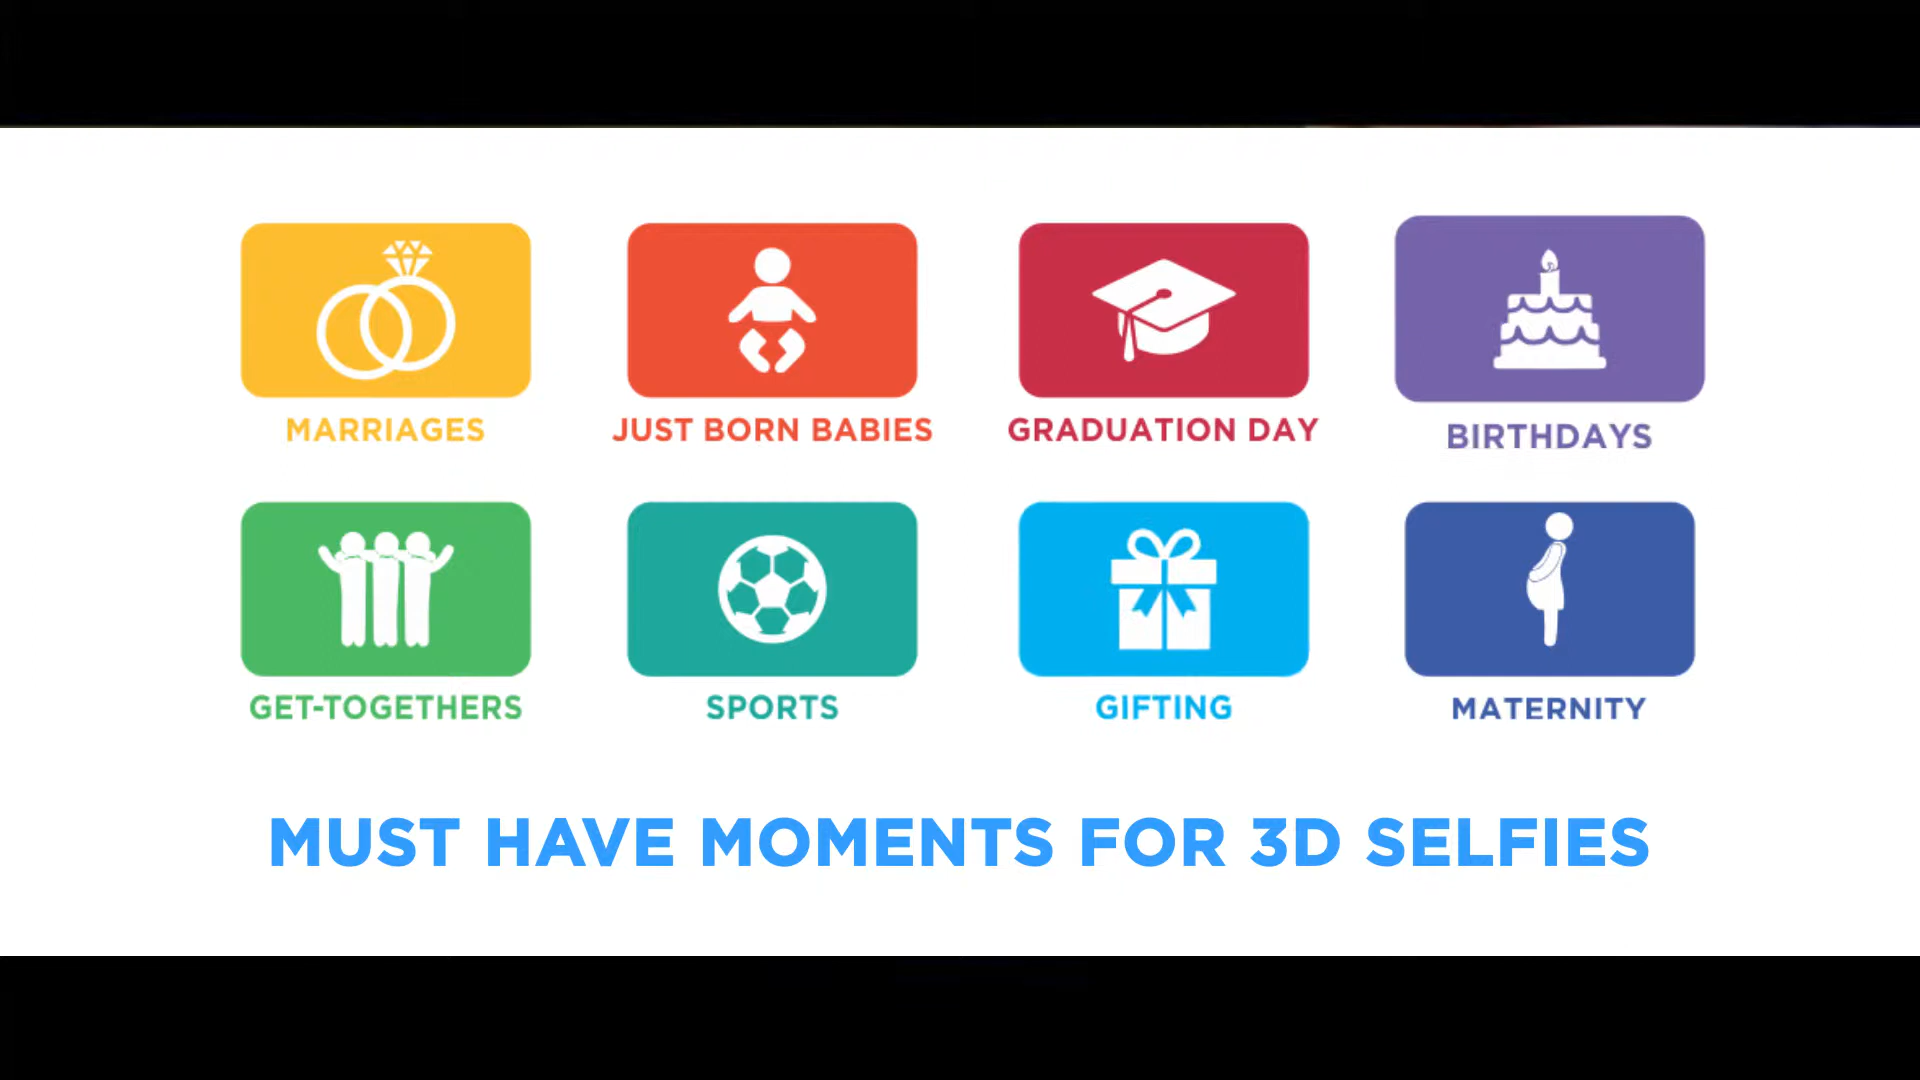 MARRIAGES
JUST BORN BABIES
GRADUATION DAY
BIRTHDAYS
GET-TOGETHERS
SPORTS
GIFTING
MATERNITY
MUST HAVE MOMENTS FOR 3D SELFIES